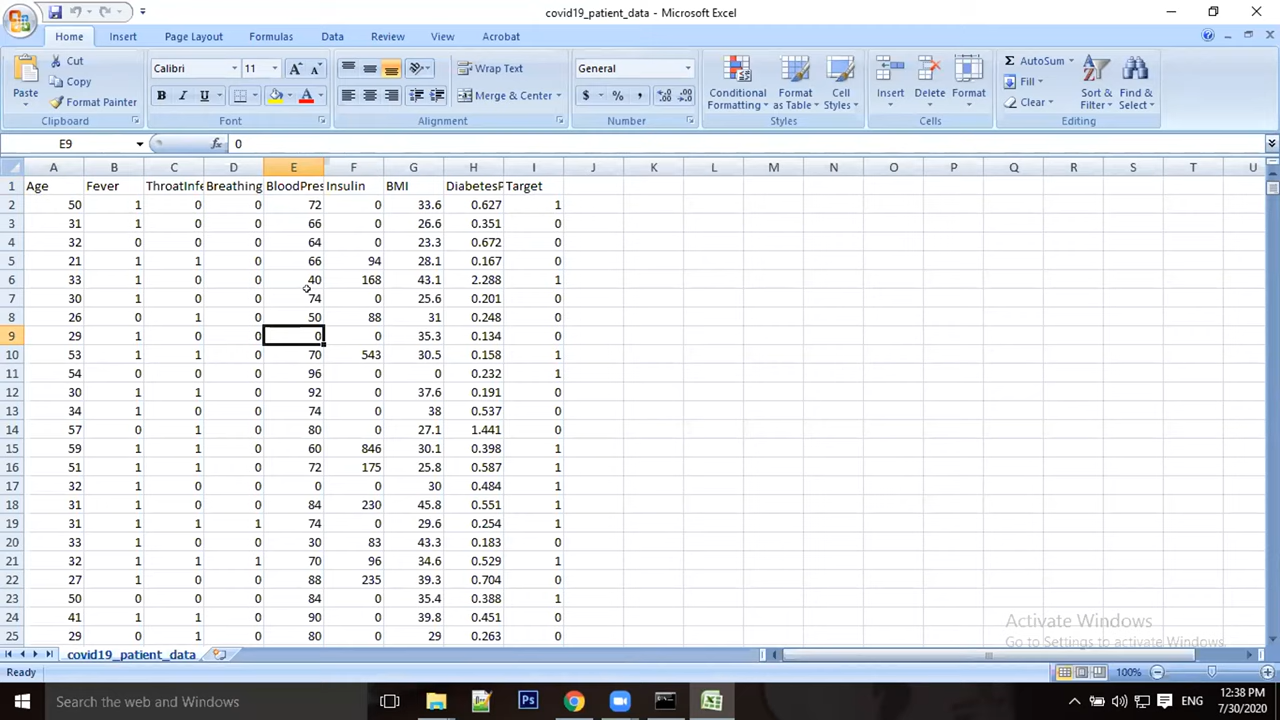 covid19_patient_data - Microsoft Excel
Home Insert Page Layout Formulas Data Review View Acrobat
Paste Cut Copy Format Painter Clipboard
Calibri 11 A A B I U A Font
Wrap Text Merge & Center Alignment
General $ % , Number
Conditional Formatting Format as Table Cell Styles Styles
Insert Delete Format Cells
Σ AutoSum Fill Clear Sort & Filter Find & Select Editing
E9 fx 0
A B C D E F G H I J K L M N O P Q R S T U
1 Age Fever ThroatInfe Breathing BloodPres Insulin BMI DiabetesP Target
2 50 1 0 0 72 0 33.6 0.627 1
3 31 1 0 0 66 0 26.6 0.351 0
4 32 0 0 0 64 0 23.3 0.672 0
5 21 1 1 0 66 94 28.1 0.167 0
6 33 1 0 0 40 168 43.1 2.288 1
7 30 1 0 0 74 0 25.6 0.201 0
8 26 0 1 0 50 88 31 0.248 0
9 29 1 0 0 0 0 35.3 0.134 0
10 53 1 1 0 70 543 30.5 0.158 1
11 54 0 0 0 96 0 0 0.232 1
12 30 1 1 0 92 0 37.6 0.191 0
13 34 1 0 0 74 0 38 0.537 0
14 57 0 1 0 80 0 27.1 1.441 0
15 59 1 1 0 60 846 30.1 0.398 1
16 51 1 1 0 72 175 25.8 0.587 1
17 32 1 0 0 0 0 30 0.484 1
18 31 1 0 0 84 230 45.8 0.551 1
19 31 1 1 1 74 0 29.6 0.254 1
20 33 1 0 0 30 83 43.3 0.183 0
21 32 1 1 1 70 96 34.6 0.529 1
22 27 1 0 0 88 235 39.3 0.704 0
23 50 0 0 0 84 0 35.4 0.388 1
24 41 1 1 0 90 0 39.8 0.451 0
25 29 0 1 0 80 0 29 0.263 0
Activate Windows
Go to Settings to activate Windows.
covid19_patient_data
Ready 100%
Search the web and Windows Ps ENG 12:38 PM
7/30/2020